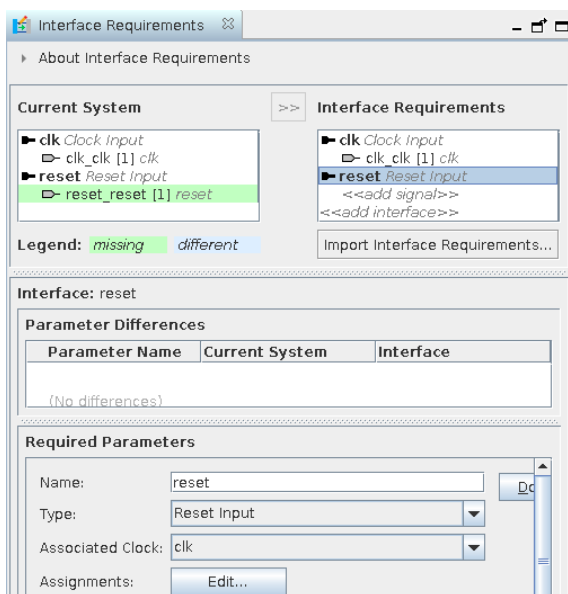 Interface Requirements
About Interface Requirements
Current System
>>
Interface Requirements
clk Clock Input
clk_clk [1] clk
reset Reset Input
reset_reset [1] reset
clk Clock Input
clk_clk [1] clk
reset Reset Input
<<add signal>>
<<add interface>>
Legend: missing different
Import Interface Requirements...
Interface: reset
Parameter Differences
Parameter Name Current System Interface
(No differences)
Required Parameters
Name: reset
Type: Reset Input
Associated Clock: clk
Assignments: Edit...